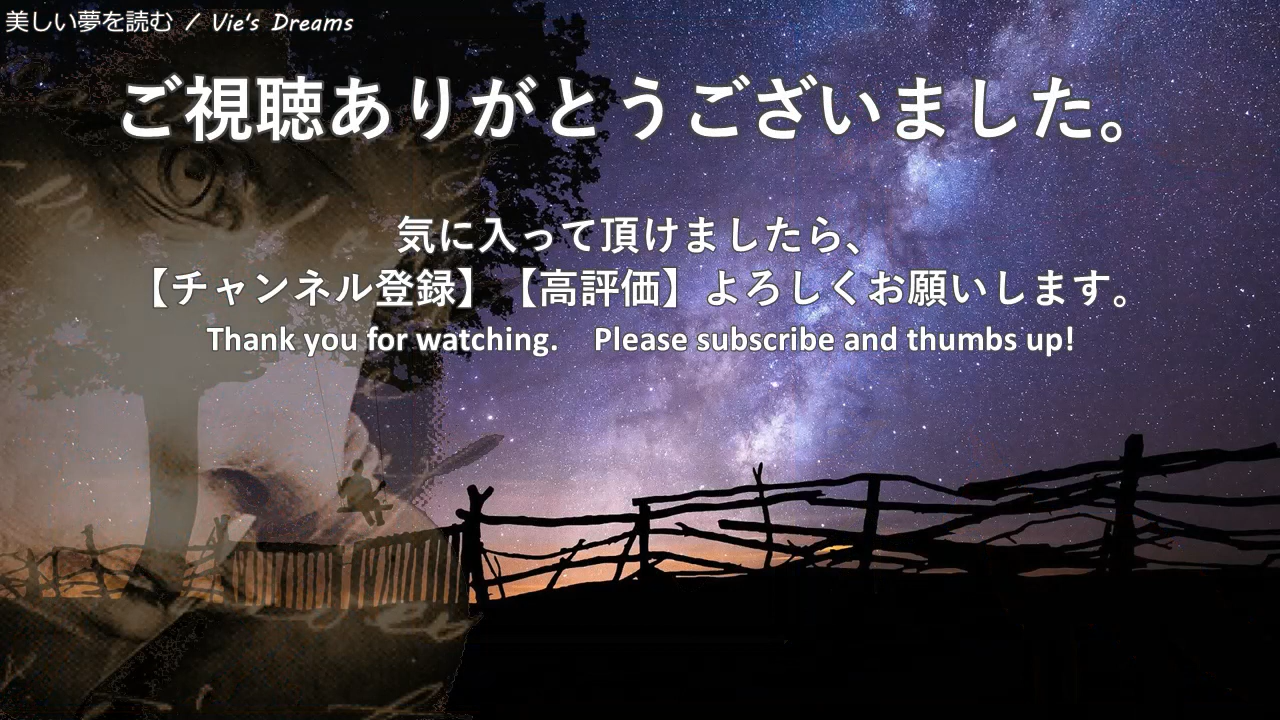 美しい夢を読む / Vie's Dreams
ご視聴ありがとうございました。
気に入って頂けましたら、
【チャンネル登録】【高評価】よろしくお願いします。
Thank you for watching. Please subscribe and thumbs up!